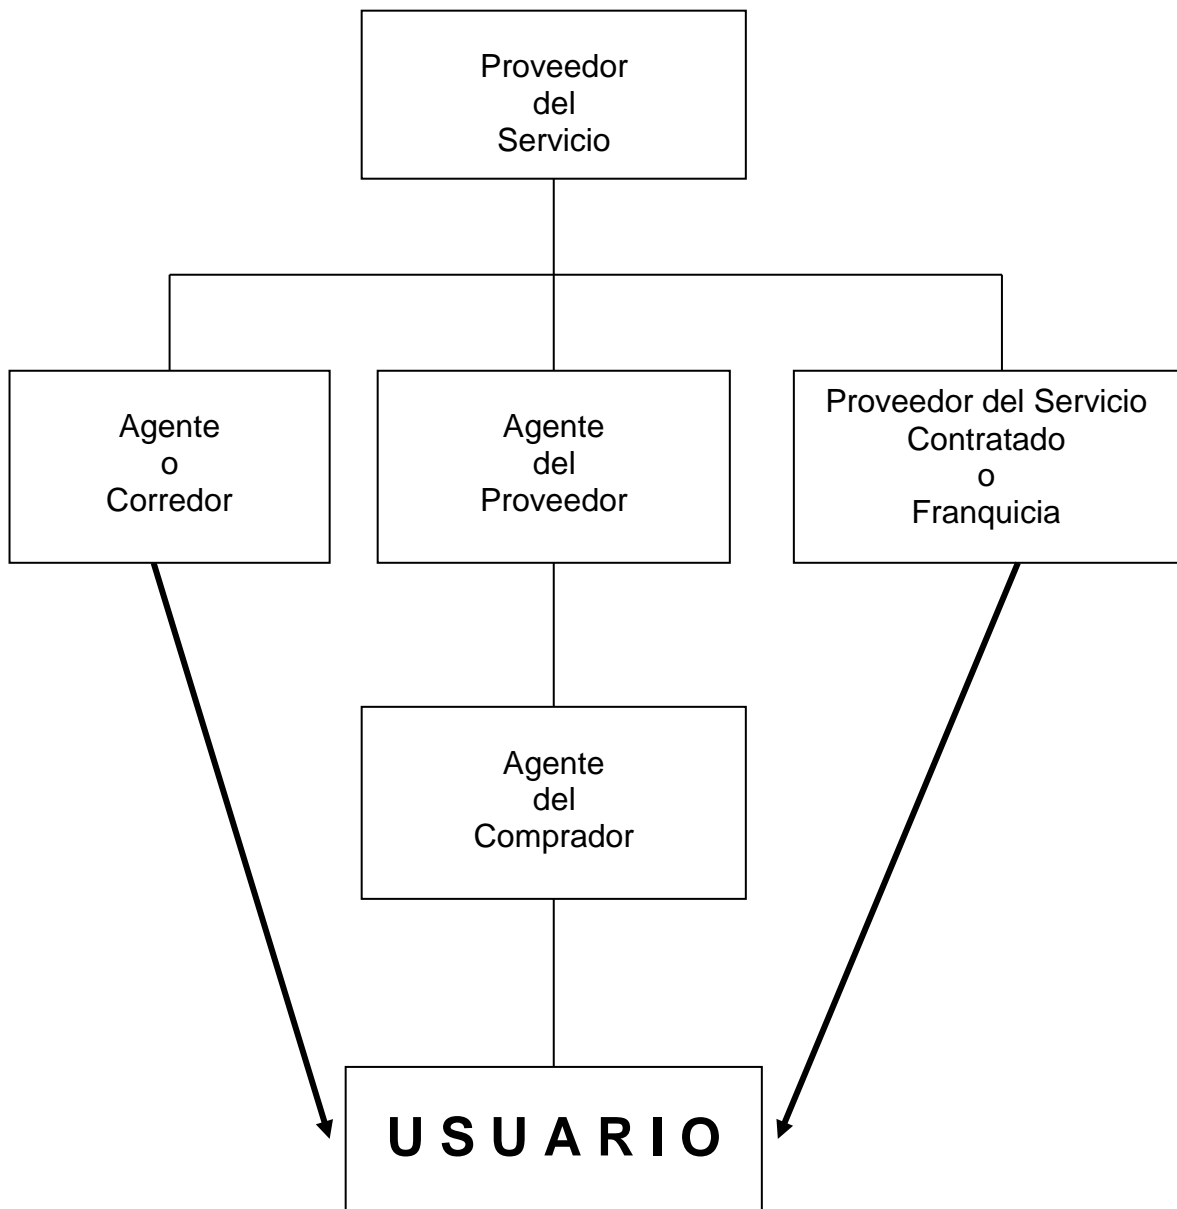 Proveedor
del
Servicio
Agente
o
Corredor
Agente
del
Proveedor
Proveedor del Servicio
Contratado
o
Franquicia
Agente
del
Comprador
U S U A R I O